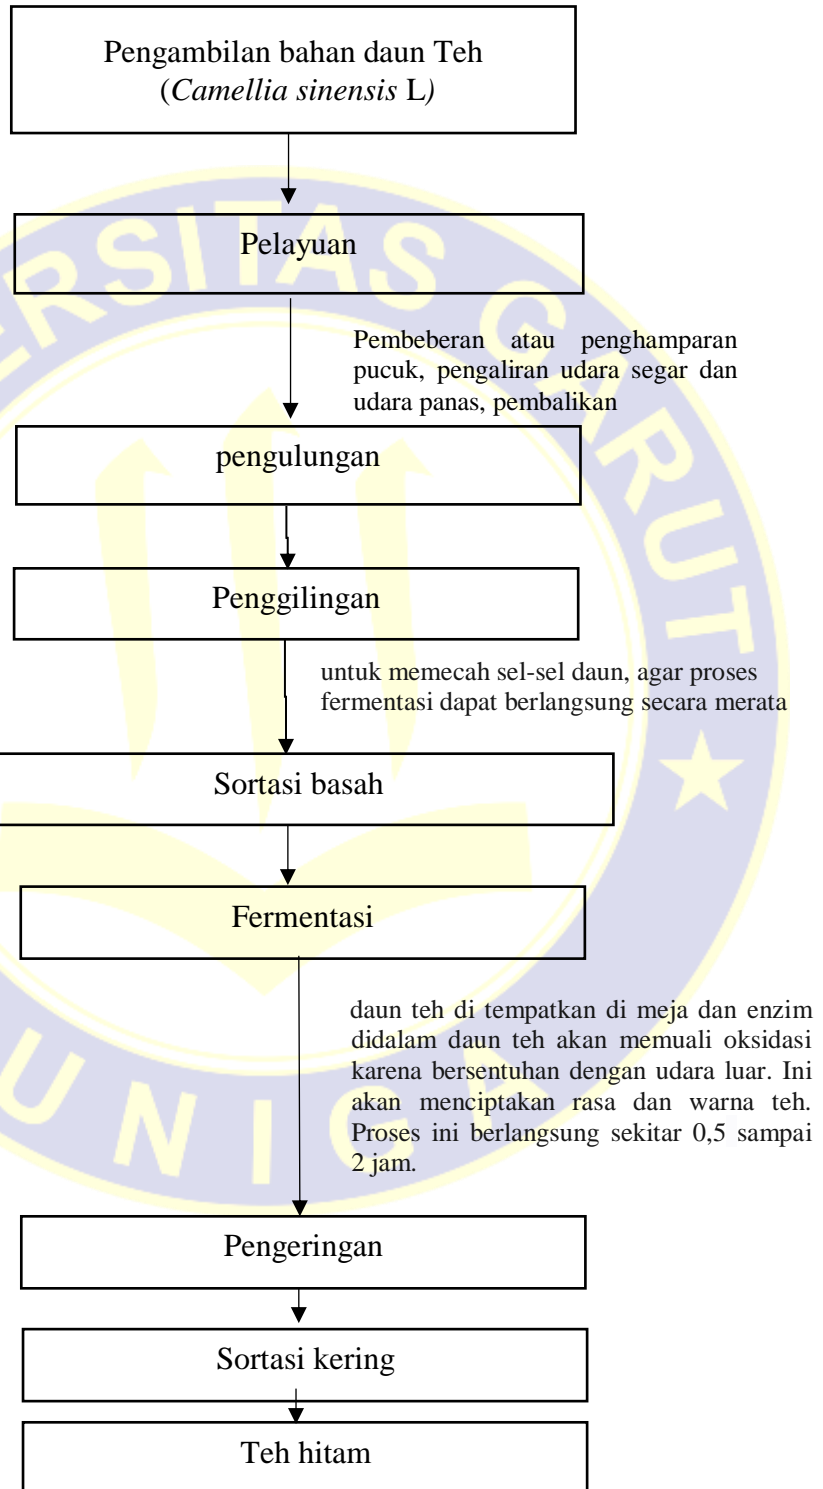 Pengambilan bahan daun Teh
(Camellia sinensis L)
Pelayuan
Pembeberan atau penghamparan
pucuk, pengaliran udara segar dan
udara panas, pembalikan
pengulungan
Penggilingan
untuk memecah sel-sel daun, agar proses
fermentasi dapat berlangsung secara merata
Sortasi basah
Fermentasi
daun teh di tempatkan di meja dan enzim
didalam daun teh akan memuali oksidasi
karena bersentuhan dengan udara luar. Ini
akan menciptakan rasa dan warna teh.
Proses ini berlangsung sekitar 0,5 sampai
2 jam.
Pengeringan
Sortasi kering
Teh hitam
ERSITAS GARUT
UNIGA